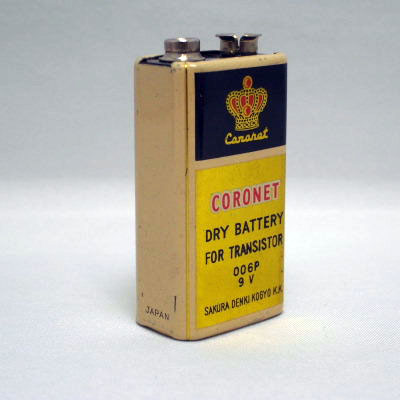 Coronet
CORONET
DRY BATTERY
FOR TRANSISTOR
006P
9 V
SAKURA DENKI KOGYO K.K.
JAPAN